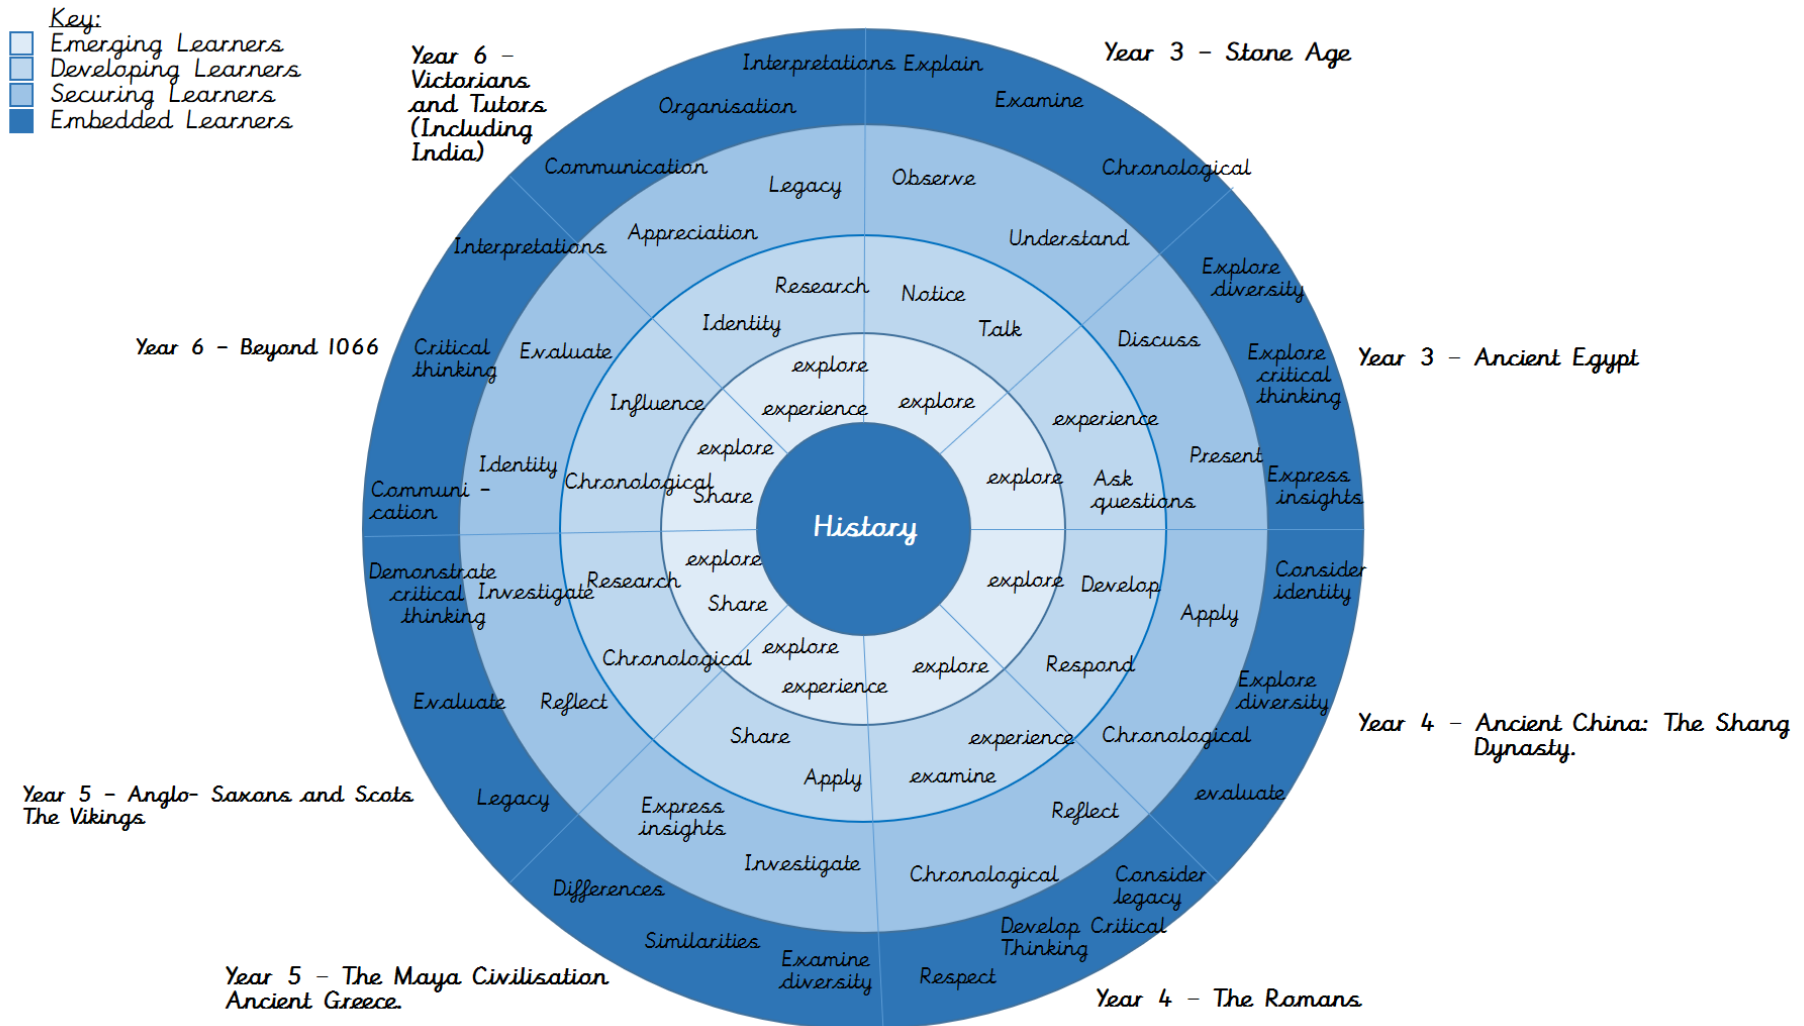 Key:
Emerging Learners
Developing Learners
Securing Learners
Embedded Learners
Year 6 -
Victorians
and Tutors
(Including
India)
Year 3 - Stone Age
Year 3 - Ancient Egypt
Year 4 - Ancient China: The Shang
Dynasty.
Year 4 - The Romans
Year 5 - The Maya Civilisation
Ancient Greece.
Year 5 - Anglo- Saxons and Scots
The Vikings
Year 6 - Beyond 1066
History
Explain
Examine
Chronological
Observe
Understand
Notice
Talk
explore
Explore
diversity
Explore
critical
thinking
Express
insights
Discuss
Present
experience
Ask
questions
explore
Consider
identity
Explore
diversity
evaluate
Apply
Chronological
Develop
Respond
explore
Consider
legacy
Develop Critical
Thinking
Respect
Reflect
Chronological
experience
examine
explore
Examine
diversity
Similarities
Differences
Investigate
Express
insights
Apply
Share
experience
explore
Legacy
Evaluate
Demonstrate
critical
thinking
Reflect
Investigate
Chronological
Research
Share
explore
Communi -
cation
Critical
thinking
Interpretations
Identity
Evaluate
Chronological
Influence
Share
explore
Communication
Organisation
Interpretations
Appreciation
Legacy
Identity
Research
explore
experience